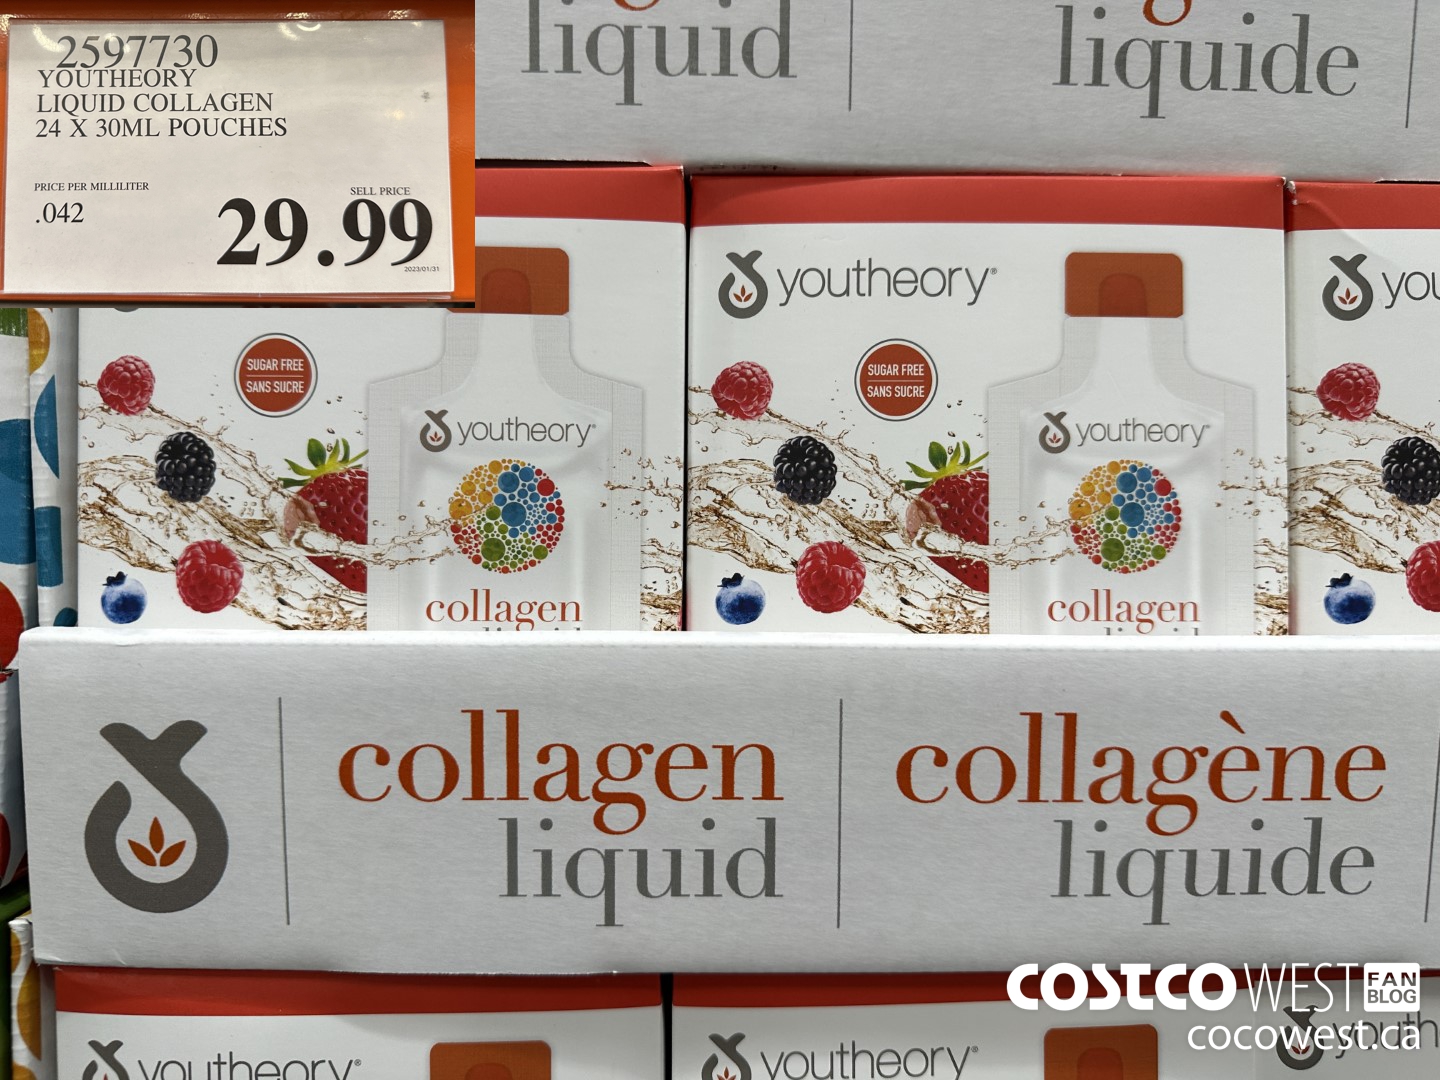 2597730
YOUTHEORY
LIQUID COLLAGEN
24 X 30ML POUCHES
PRICE PER MILLILITER
.042
SELL PRICE
29.99
2023/01/31
liquid
liquide
youtheory®
SUGAR FREE
SANS SUCRE
youtheory®
collagen
SUGAR FREE
SANS SUCRE
youtheory®
collagen
liquid
you
collagen
liquid
collagène
liquide
youtheory®
youtheory®
youth
COSTCO WEST FAN BLOG
cocowest.ca